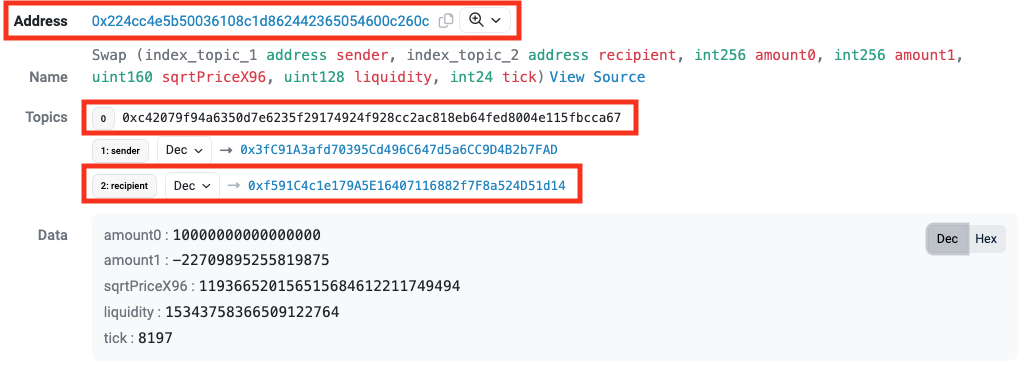 Address 0x224cc4e5b50036108c1d862442365054600c260c
Swap (index_topic_1 address sender, index_topic_2 address recipient, int256 amount0, int256 amount1,
Name uint160 sqrtPriceX96, uint128 liquidity, int24 tick) View Source
Topics 0 0xc42079f94a6350d7e6235f29174924f928cc2ac818eb64fed8004e115fbcca67
1: sender Dec → 0x3fC91A3afd70395Cd496C647d5a6CC9D4B2b7FAD
2: recipient Dec → 0xf591C4c1e179A5E16407116882f7F8a524D51d14
Data amount0 : 10000000000000000 Dec Hex
amount1 : −22709895255819875
sqrtPriceX96 : 119366520156515684612211749494
liquidity : 15343758366509122764
tick : 8197